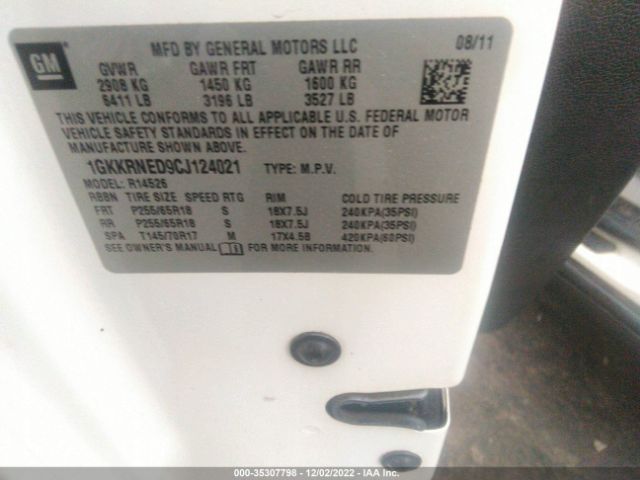 GM
MFD BY GENERAL MOTORS LLC 08/11
GVWR GAWR FRT GAWR RR
2908 KG 1450 KG 1600 KG
6411 LB 3196 LB 3527 LB
THIS VEHICLE CONFORMS TO ALL APPLICABLE U.S. FEDERAL MOTOR
VEHICLE SAFETY STANDARDS IN EFFECT ON THE DATE OF
MANUFACTURE SHOWN ABOVE.
1GKKRNED9CJ124021 TYPE: M.P.V.
MODEL: R14526
RBBN TIRE SIZE SPEED RTG RIM COLD TIRE PRESSURE
FRT P255/65R18 S 18X7.5J 240KPA(35PSI)
RR P255/65R18 S 18X7.5J 240KPA(35PSI)
SPA T145/70R17 M 17X4.5B 420KPA(60PSI)
SEE OWNER'S MANUAL FOR MORE INFORMATION.
000-35307798 - 12/02/2022 - IAA Inc.